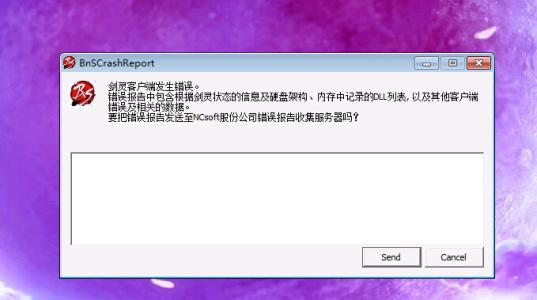 BnSCrashReport
剑灵客户端发生错误。
错误报告中包含根据剑灵状态的信息及硬盘架构、内存中记录的DLL列表，以及其他客户端
错误及相关的数据。
要把错误报告发送至NCsoft股份公司错误报告收集服务器吗？
Send
Cancel